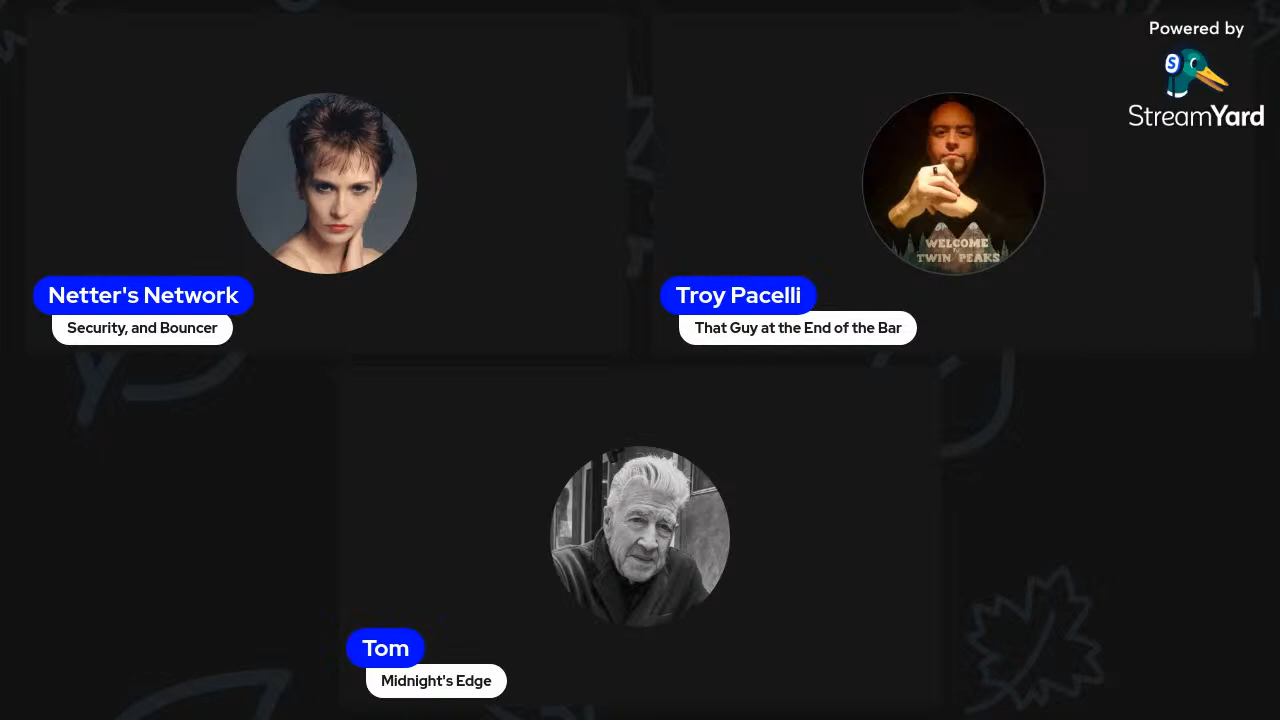 Powered by
StreamYard
Netter's Network
Security, and Bouncer
WELCOME
TWIN PEAKS
Troy Pacelli
That Guy at the End of the Bar
Tom
Midnight's Edge